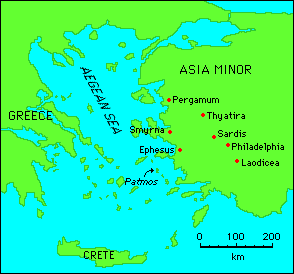 ASIA MINOR
AEGEAN SEA
Pergamum
Thyatira
GREECE
Smyrna
Sardis
Philadelphia
Ephesus
Laodicea
Patmos
CRETE
0 100 200
km